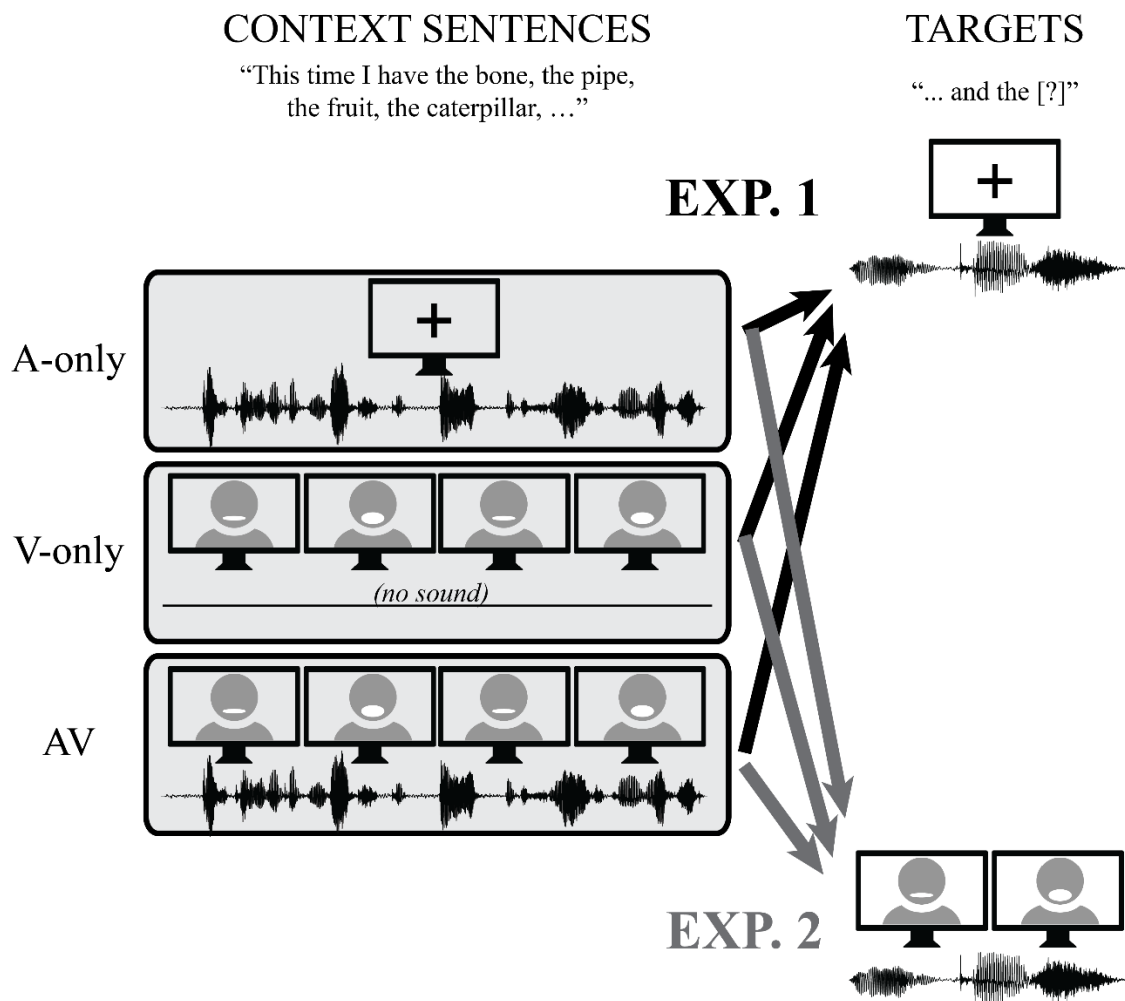 CONTEXT SENTENCES
“This time I have the bone, the pipe,
the fruit, the caterpillar, …”
TARGETS
“... and the [?]”
EXP. 1
A-only
V-only
(no sound)
AV
EXP. 2